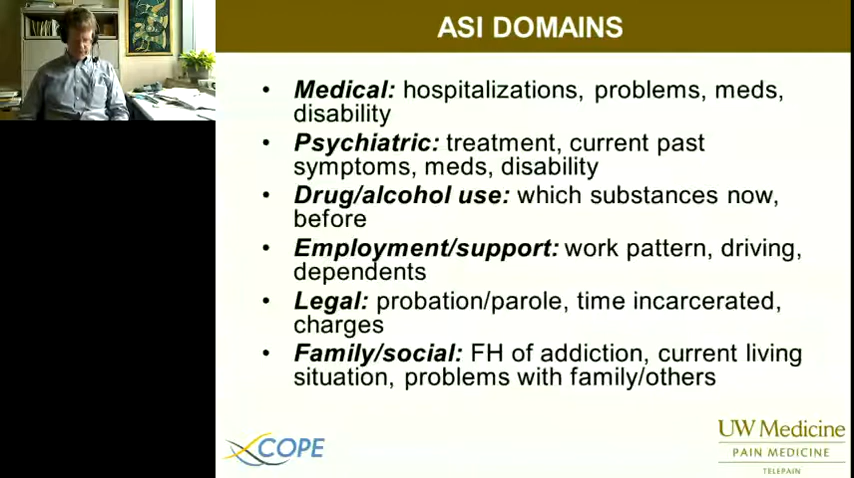 ASI DOMAINS
• Medical: hospitalizations, problems, meds,
disability
• Psychiatric: treatment, current past
symptoms, meds, disability
• Drug/alcohol use: which substances now,
before
• Employment/support: work pattern, driving,
dependents
• Legal: probation/parole, time incarcerated,
charges
• Family/social: FH of addiction, current living
situation, problems with family/others
COPE
UW Medicine
PAIN MEDICINE
TELEPAIN